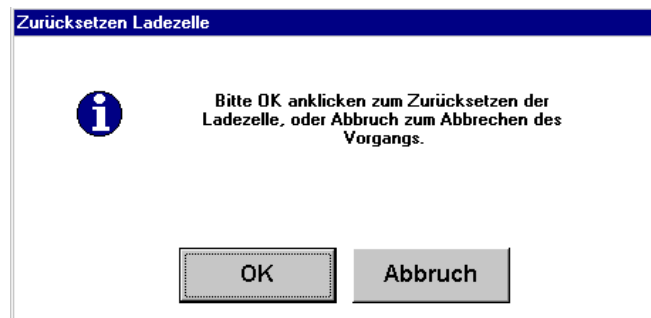 Zurücksetzen Ladezelle
Bitte OK anklicken zum Zurücksetzen der
Ladezelle, oder Abbruch zum Abbrechen des
Vorgangs.
OK
Abbruch